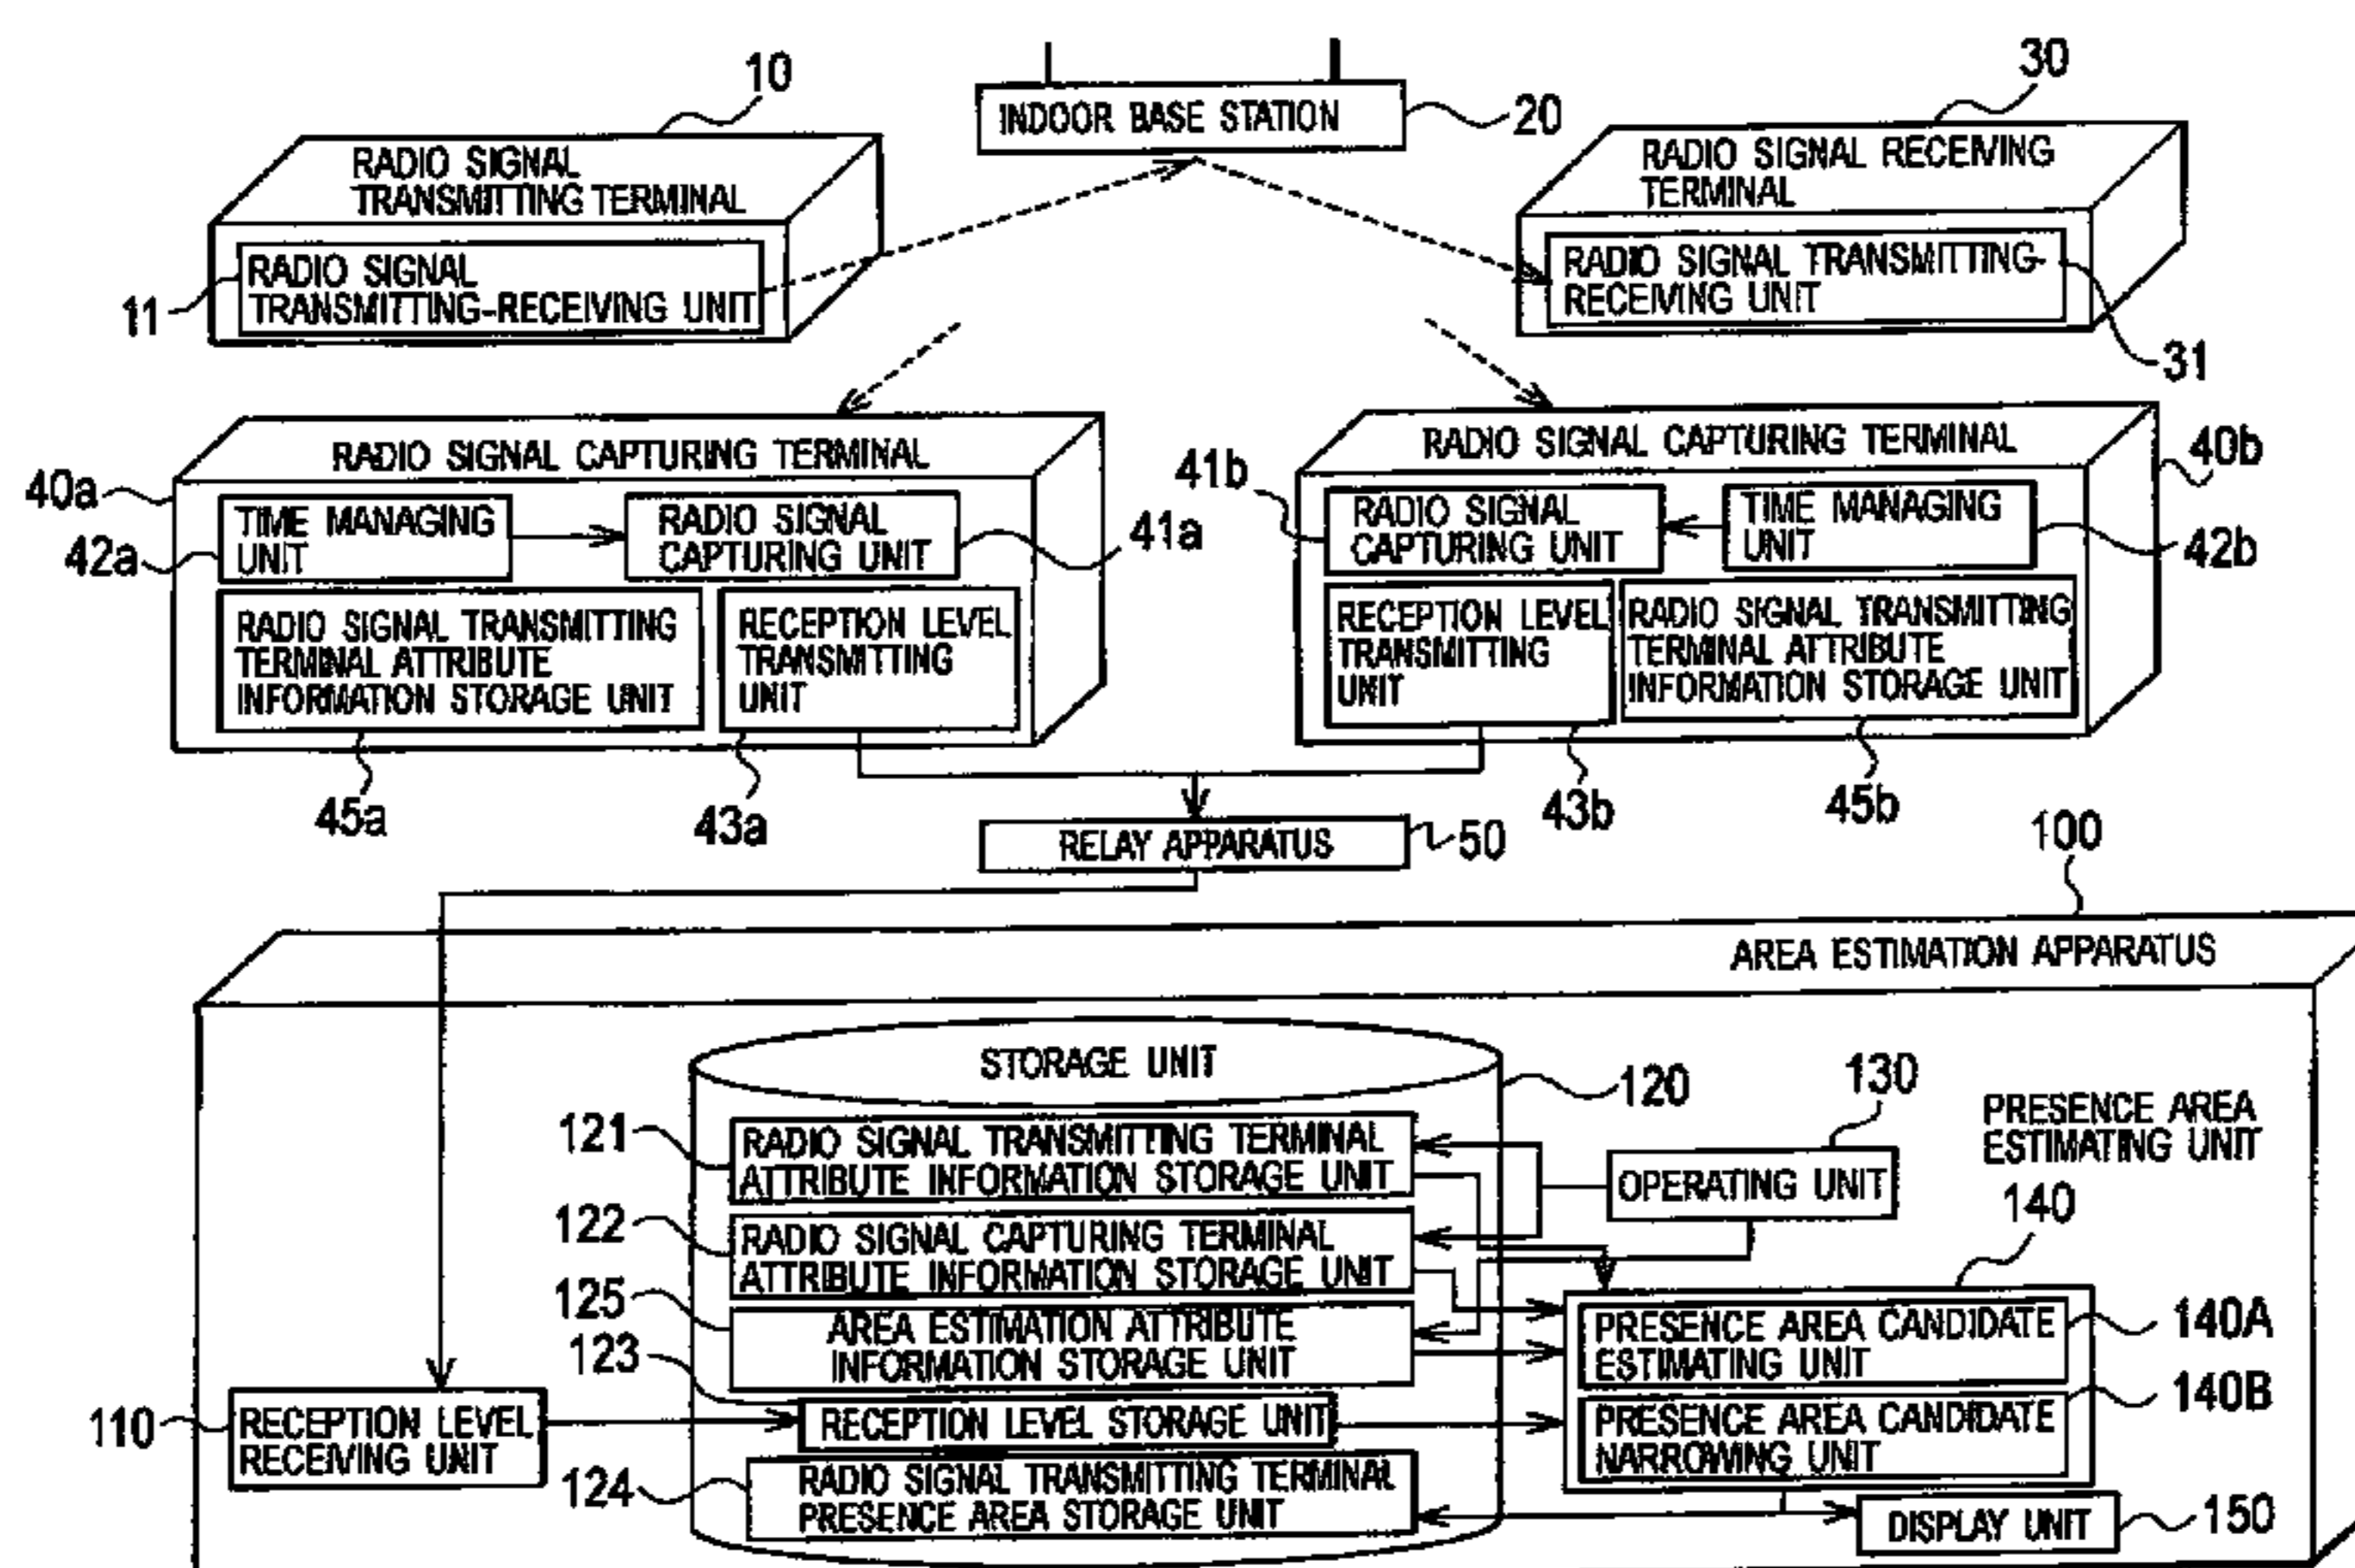 10
INDOOR BASE STATION
20
30
RADIO SIGNAL
TRANSMITTING TERMINAL
RADIO SIGNAL RECEIVING
TERMINAL
11
RADIO SIGNAL
TRANSMITTING-RECEIVING UNIT
RADIO SIGNAL TRANSMITTING-
RECEIVING UNIT
31
RADIO SIGNAL CAPTURING TERMINAL
40a
TIME MANAGING
UNIT
42a
RADIO SIGNAL
CAPTURING UNIT
41a
RADIO SIGNAL TRANSMITTING
TERMINAL ATTRIBUTE
INFORMATION STORAGE UNIT
RECEPTION LEVEL
TRANSMITTING
UNIT
45a
43a
RADIO SIGNAL CAPTURING TERMINAL
40b
41b
RADIO SIGNAL
CAPTURING UNIT
TIME MANAGING
UNIT
42b
RECEPTION LEVEL
TRANSMITTING
UNIT
RADIO SIGNAL TRANSMITTING
TERMINAL ATTRIBUTE
INFORMATION STORAGE UNIT
43b
45b
RELAY APPARATUS
50
100
AREA ESTIMATION APPARATUS
STORAGE UNIT
120
130
PRESENCE AREA
ESTIMATING UNIT
121
RADIO SIGNAL TRANSMITTING TERMINAL
ATTRIBUTE INFORMATION STORAGE UNIT
OPERATING UNIT
140
122
RADIO SIGNAL CAPTURING TERMINAL
ATTRIBUTE INFORMATION STORAGE UNIT
125
AREA ESTIMATION ATTRIBUTE
INFORMATION STORAGE UNIT
PRESENCE AREA CANDIDATE
ESTIMATING UNIT
140A
123
110
RECEPTION LEVEL
RECEIVING UNIT
RECEPTION LEVEL STORAGE UNIT
PRESENCE AREA CANDIDATE
NARROWING UNIT
140B
124
RADIO SIGNAL TRANSMITTING TERMINAL
PRESENCE AREA STORAGE UNIT
DISPLAY UNIT
150